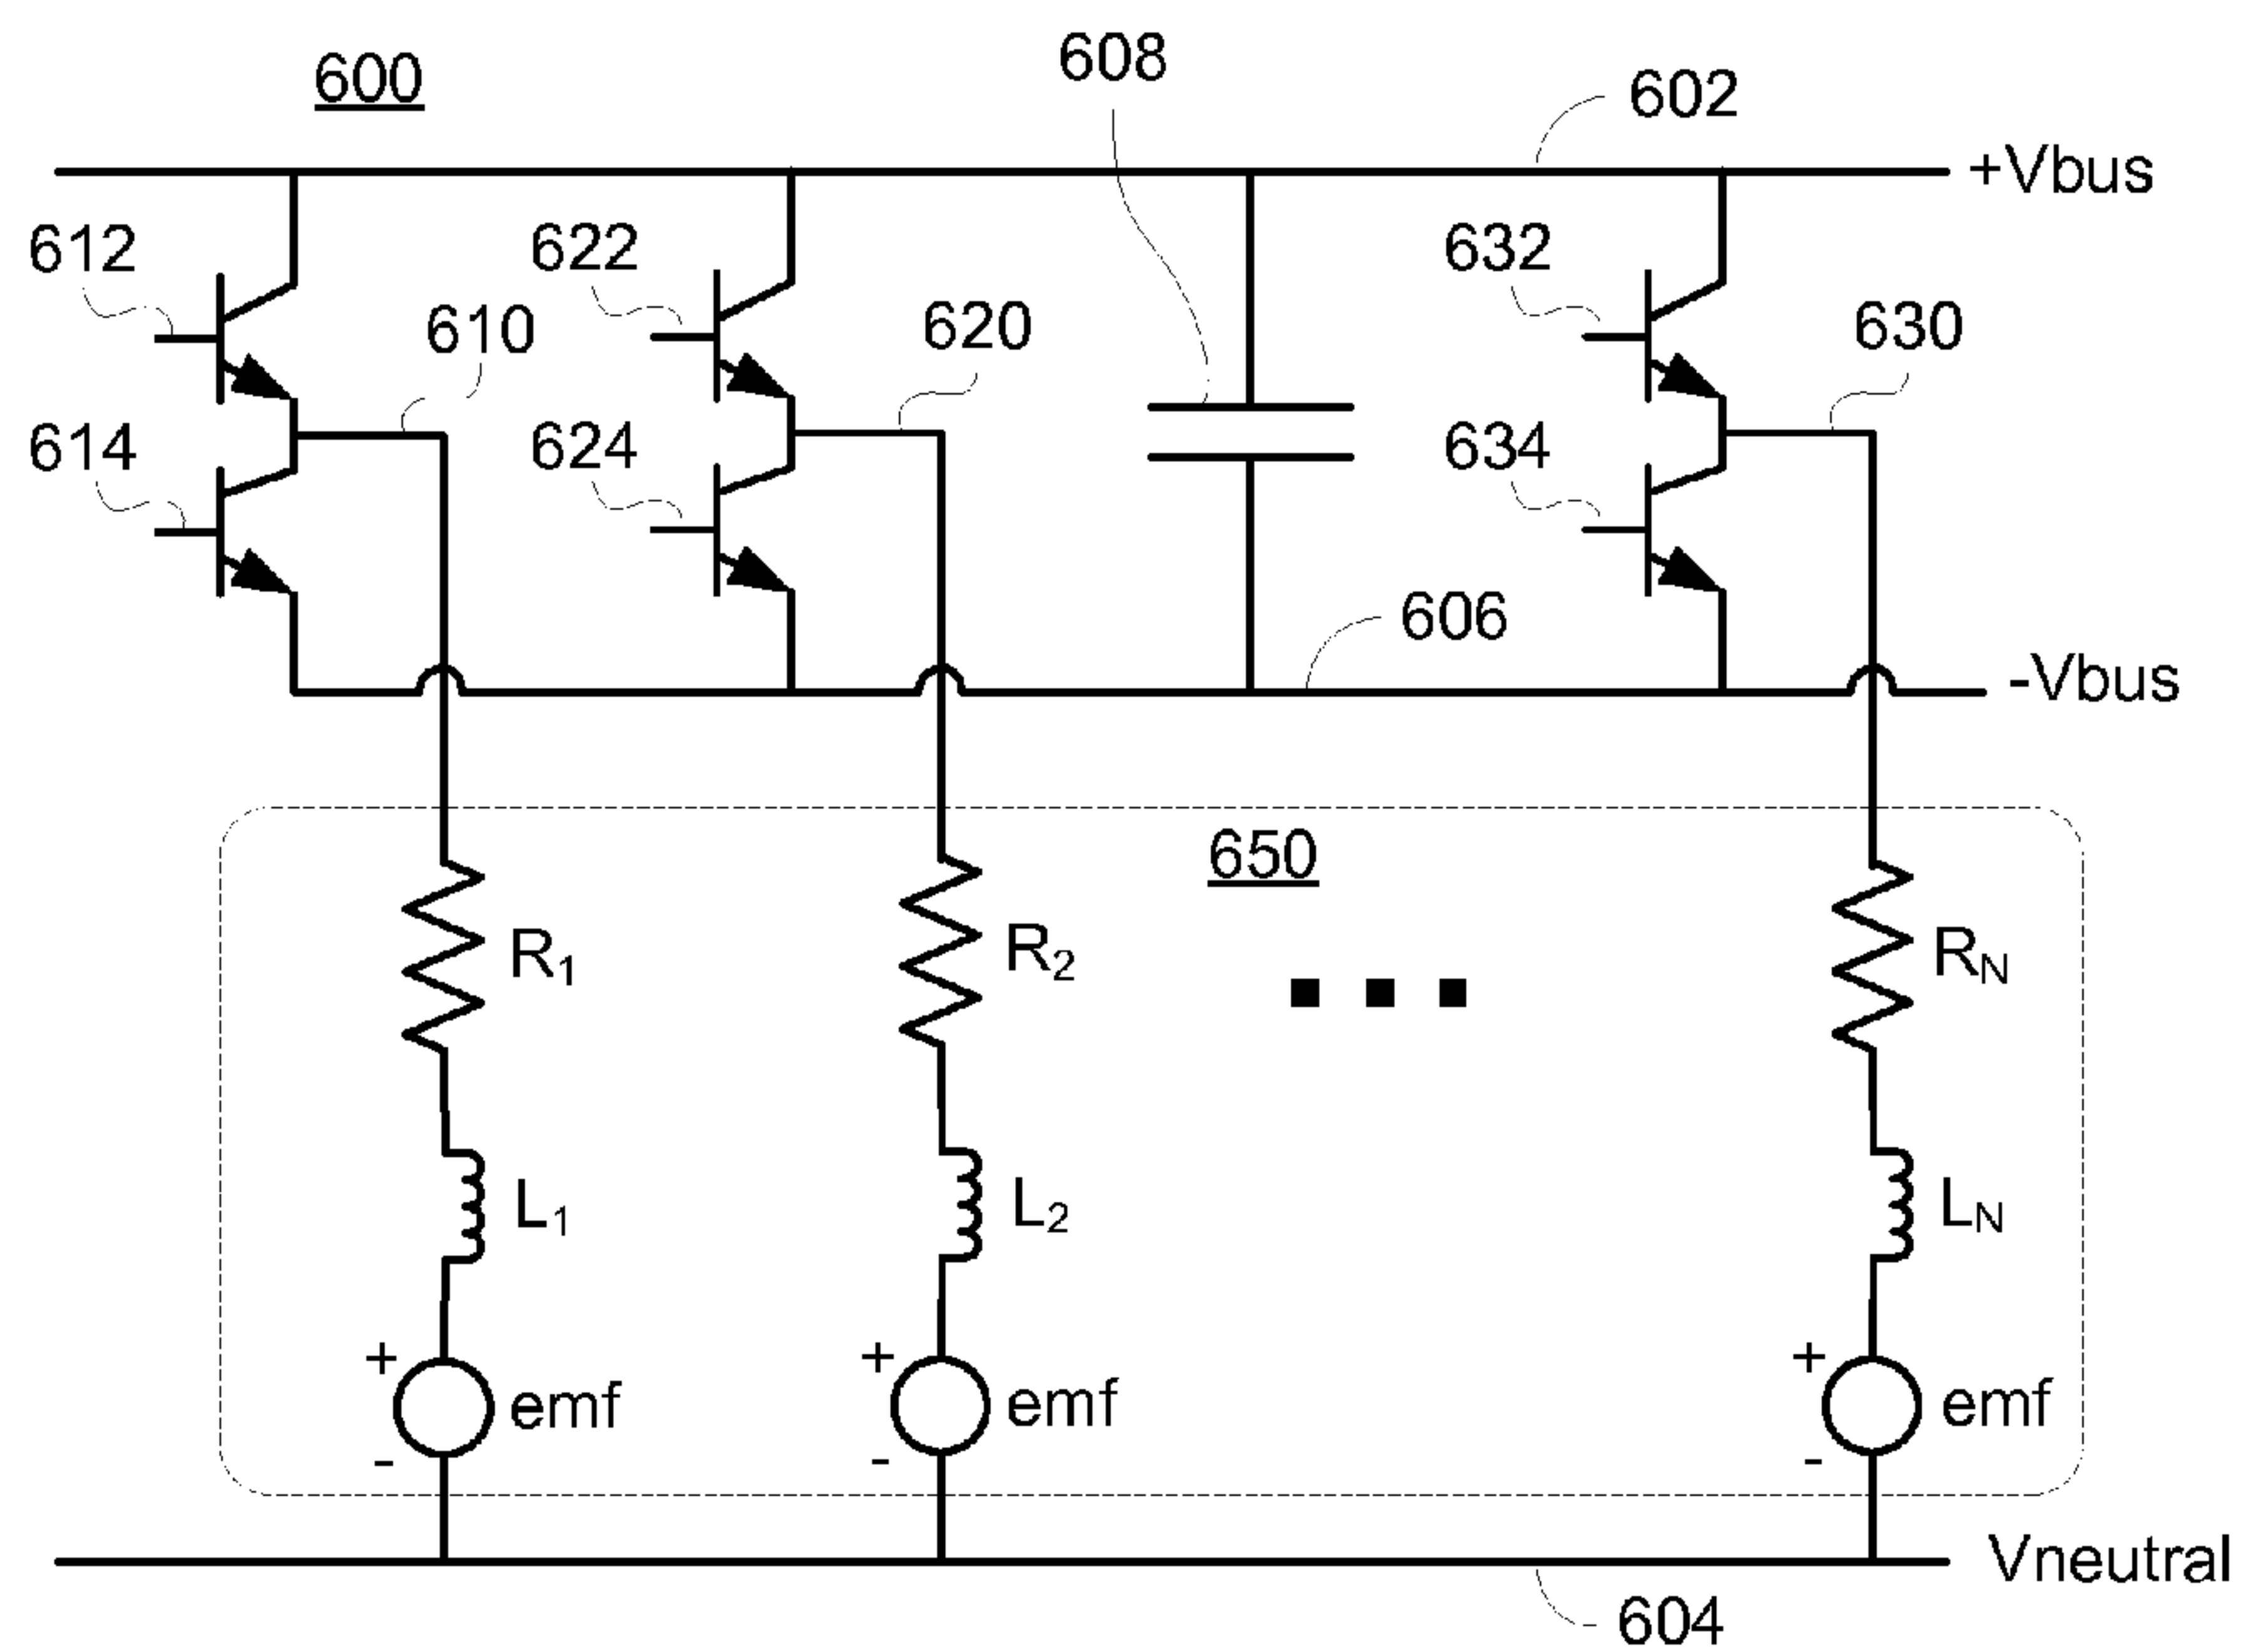 600
608
602
+Vbus
612
622
632
610
620
630
614
624
634
606
-Vbus
650
R1
R2
RN
L1
L2
LN
+
+
+
emf
emf
emf
-
-
-
Vneutral
604